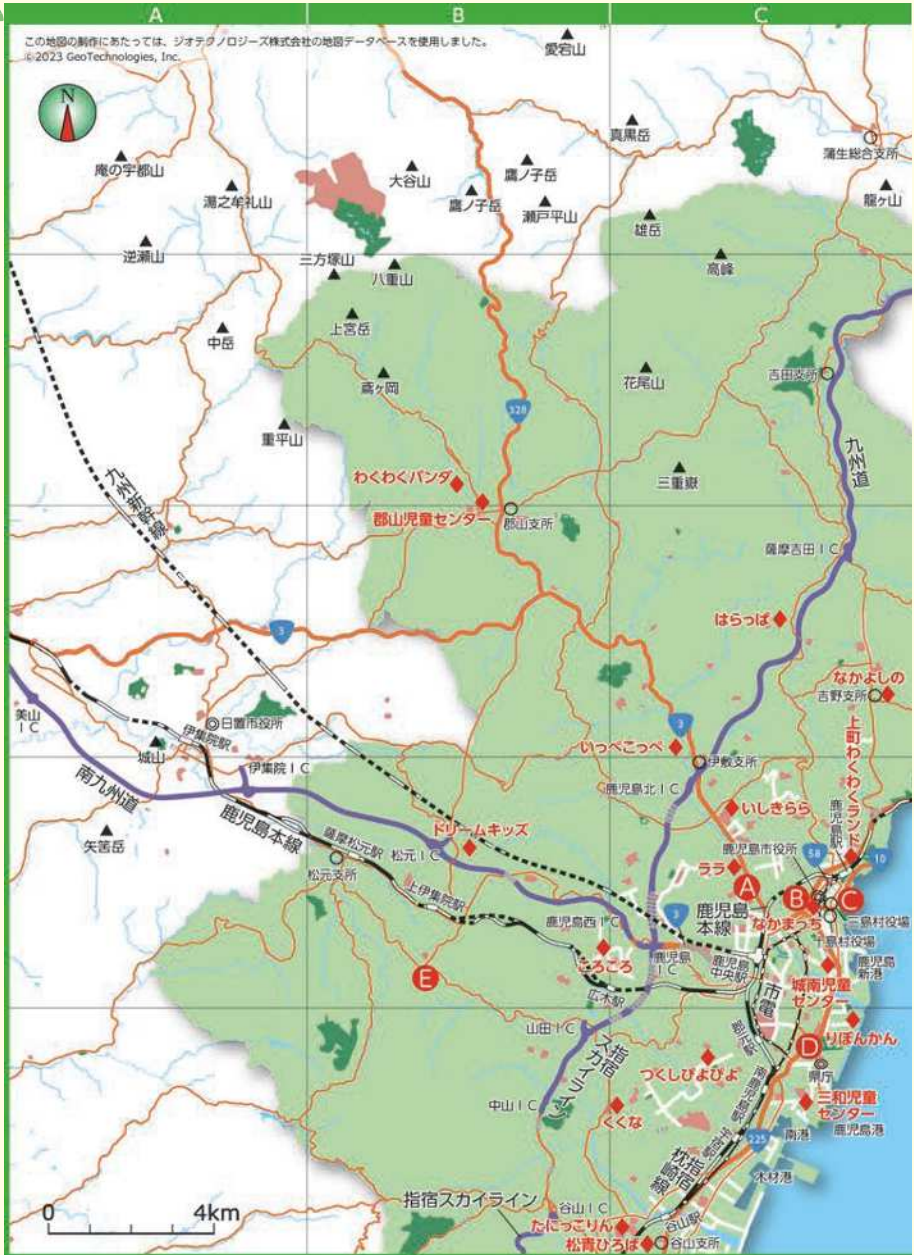 A
B
C
この地図の制作にあたっては、ジオテクノロジーズ株式会社の地図データベースを使用しました。
©2023 GeoTechnologies, Inc.
N
愛宕山
真黒岳
蒲生総合支所
庵の宇都山
大谷山
鷹ノ子岳
湯之牟礼山
鷹ノ子岳
瀬戸平山
龍ヶ山
雄岳
逆瀬山
三方塚山
八重山
高峰
上宮岳
中岳
鳶ヶ岡
花尾山
吉田支所
328
重平山
九州道
わくわくパンダ
三重嶽
九州新幹線
郡山児童センター
郡山支所
薩摩吉田IC
はらっぱ
3
なかよしの
吉野支所
美山IC
日置市役所
伊集院駅
城山
3
いっぺこっぺ
伊敷支所
上町わくわくランド
伊集院IC
鹿児島北IC
南九州道
鹿児島本線
いしきらら
鹿児島駅
矢筈岳
ドリームキッズ
薩摩松元駅
松元IC
鹿児島市役所
58
10
松元支所
ララ
上伊集院駅
A
B
C
3
鹿児島本線
なかまっち
三島村役場
鹿児島西IC
十島村役場
ころころ
鹿児島IC
鹿児島中央駅
鹿児島新港
E
市電
城南児童センター
広木駅
山田IC
りぼんかん
指宿スカイライン
郡元駅
D
つくしぴよぴよ
県庁
南鹿児島駅
中山IC
くくな
三和児童センター
宇宿駅
鹿児島港
南港
225
指宿枕崎線
木材港
指宿スカイライン
谷山IC
0
4km
たにっこりん
谷山駅
松青ひろば
谷山支所